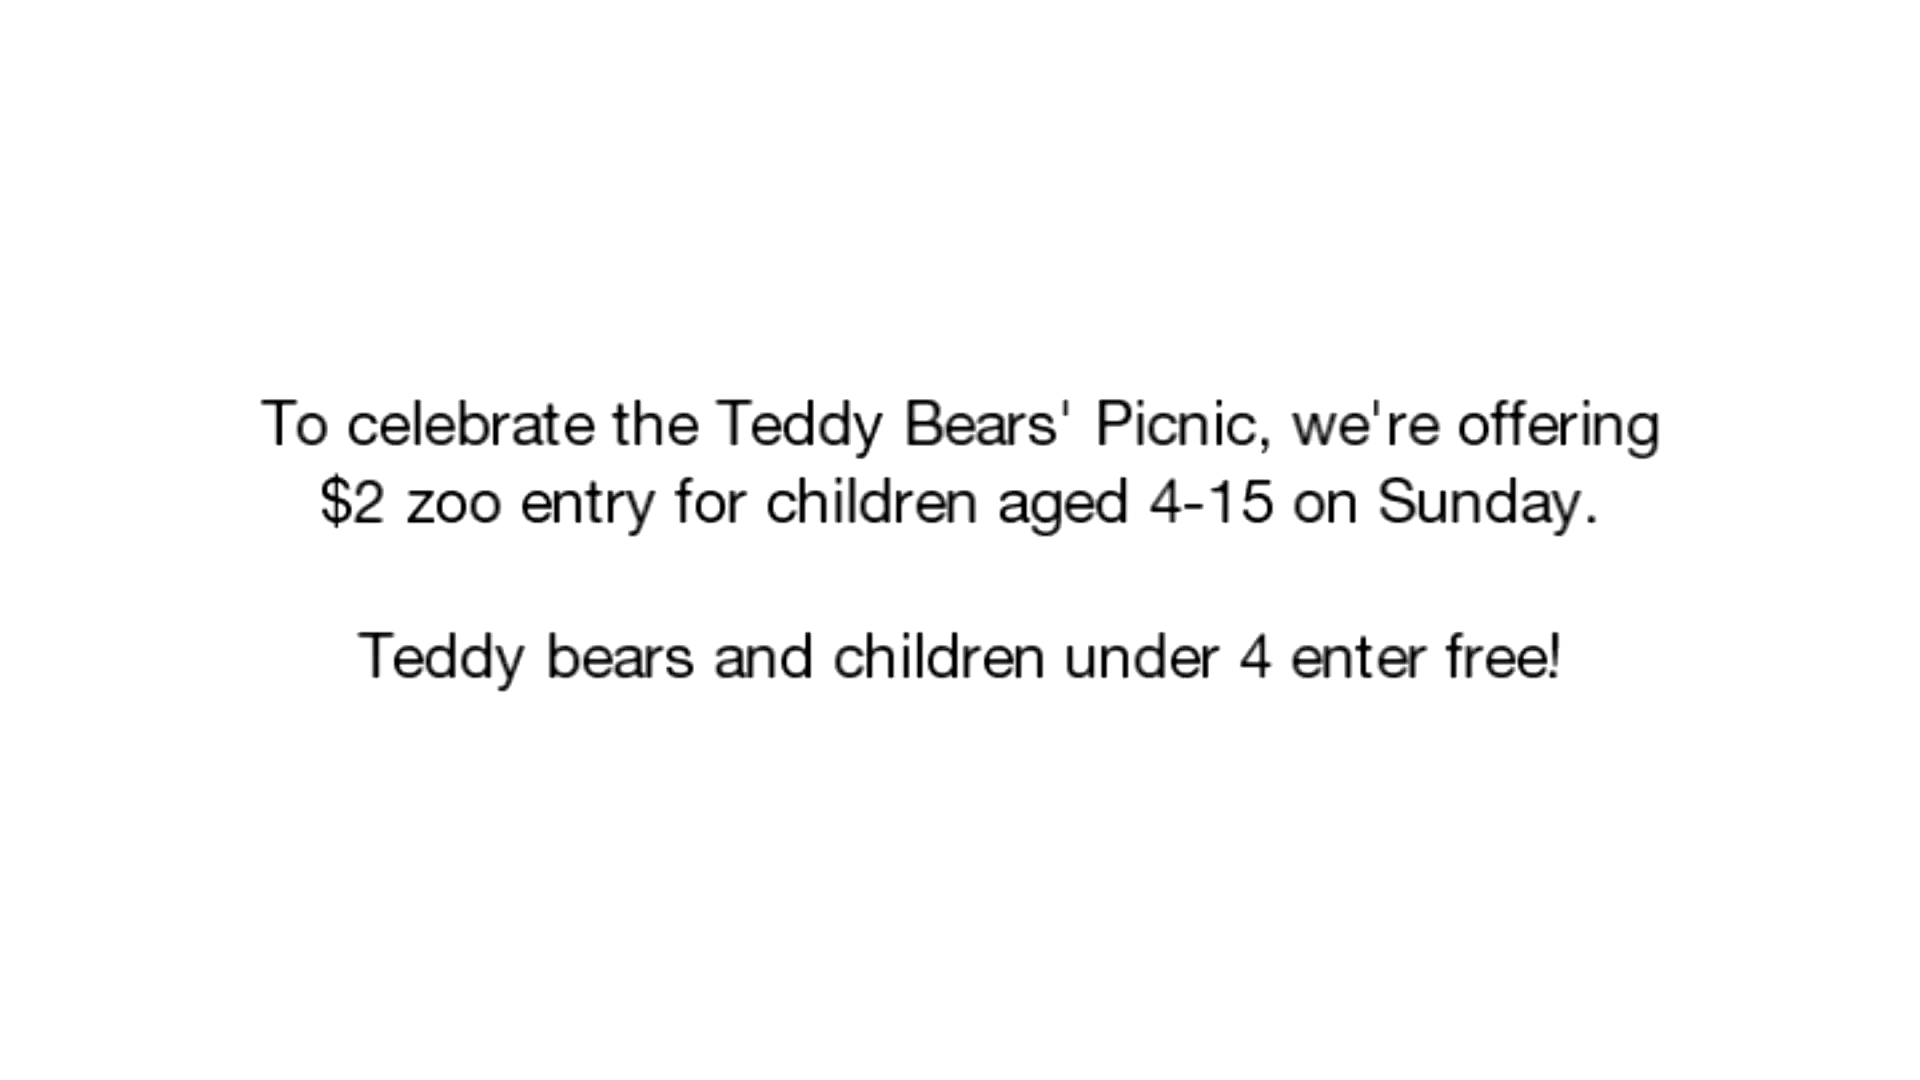 To celebrate the Teddy Bears' Picnic, we're offering
$2 zoo entry for children aged 4-15 on Sunday.
Teddy bears and children under 4 enter free!